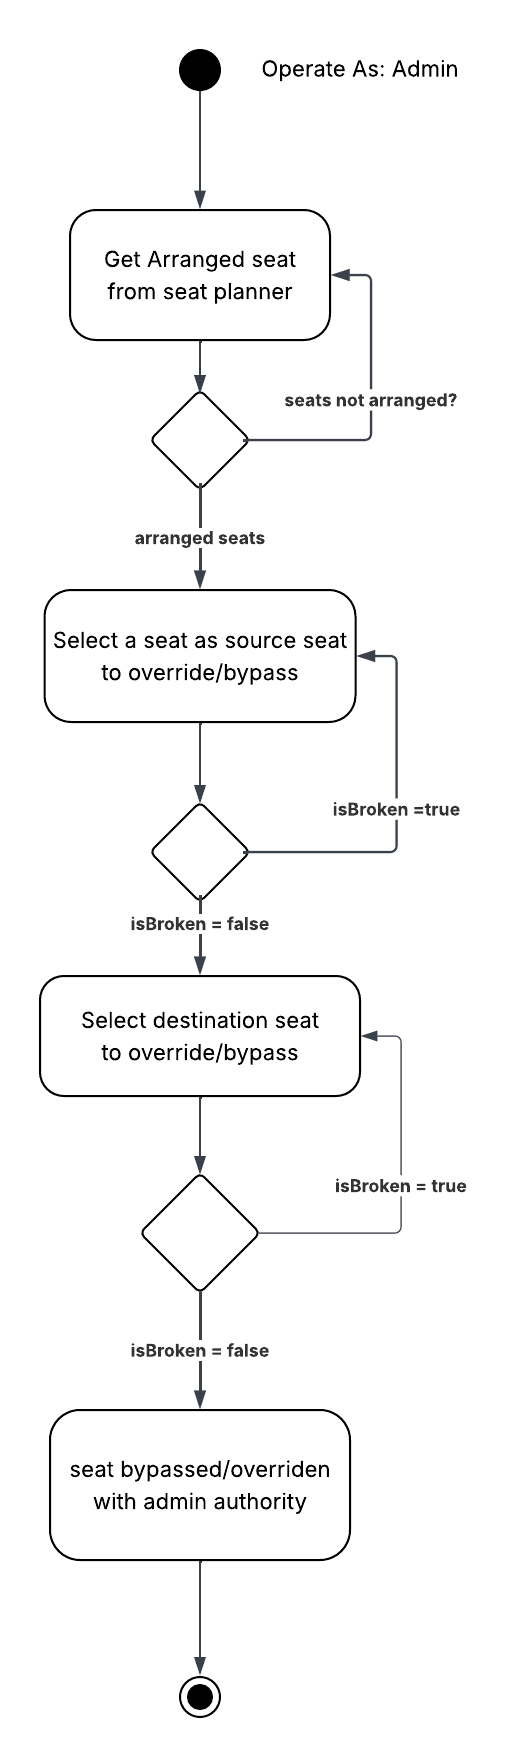 Operate As: Admin
Get Arranged seat
from seat planner
seats not arranged?
arranged seats
Select a seat as source seat
to override/bypass
isBroken =true
isBroken = false
Select destination seat
to override/bypass
isBroken = true
isBroken = false
seat bypassed/overriden
with admin authority